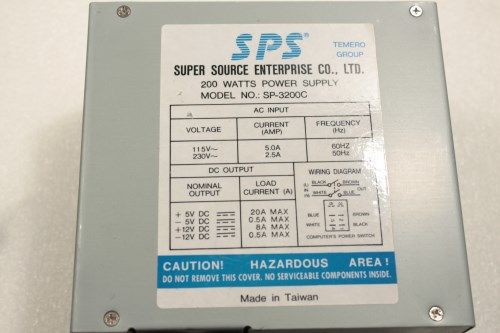 SPS®
TEMERO
GROUP
SUPER SOURCE ENTERPRISE CO., LTD.
200 WATTS POWER SUPPLY
MODEL NO.: SP-3200C
AC INPUT
VOLTAGE CURRENT (AMP) FREQUENCY (Hz)
115V~ 5.0A 60HZ
230V~ 2.5A 50Hz
DC OUTPUT
NOMINAL OUTPUT LOAD CURRENT (A)
+ 5V DC 20A MAX
- 5V DC 0.5A MAX
+12V DC 8A MAX
-12V DC 0.5A MAX
WIRING DIAGRAM
BLACK BROWN
IN OUT
WHITE BLUE
BLUE BROWN
WHITE BLACK
COMPUTER'S POWER SWITCH
CAUTION! HAZARDOUS AREA!
DO NOT REMOVE THIS COVER. NO SERVICEABLE COMPONENTS INSIDE.
Made in Taiwan